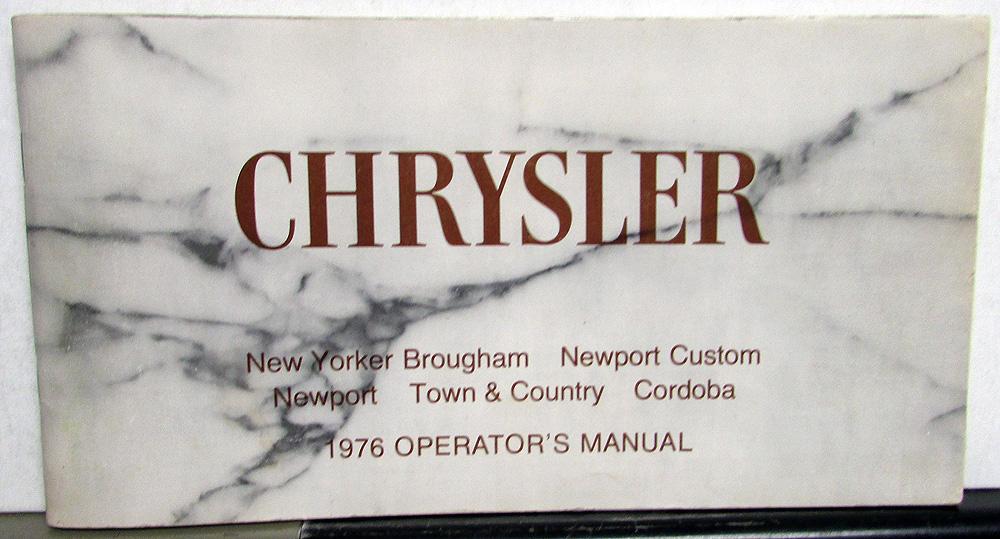 CHRYSLER
New Yorker Brougham Newport Custom
Newport Town & Country Cordoba
1976 OPERATOR'S MANUAL